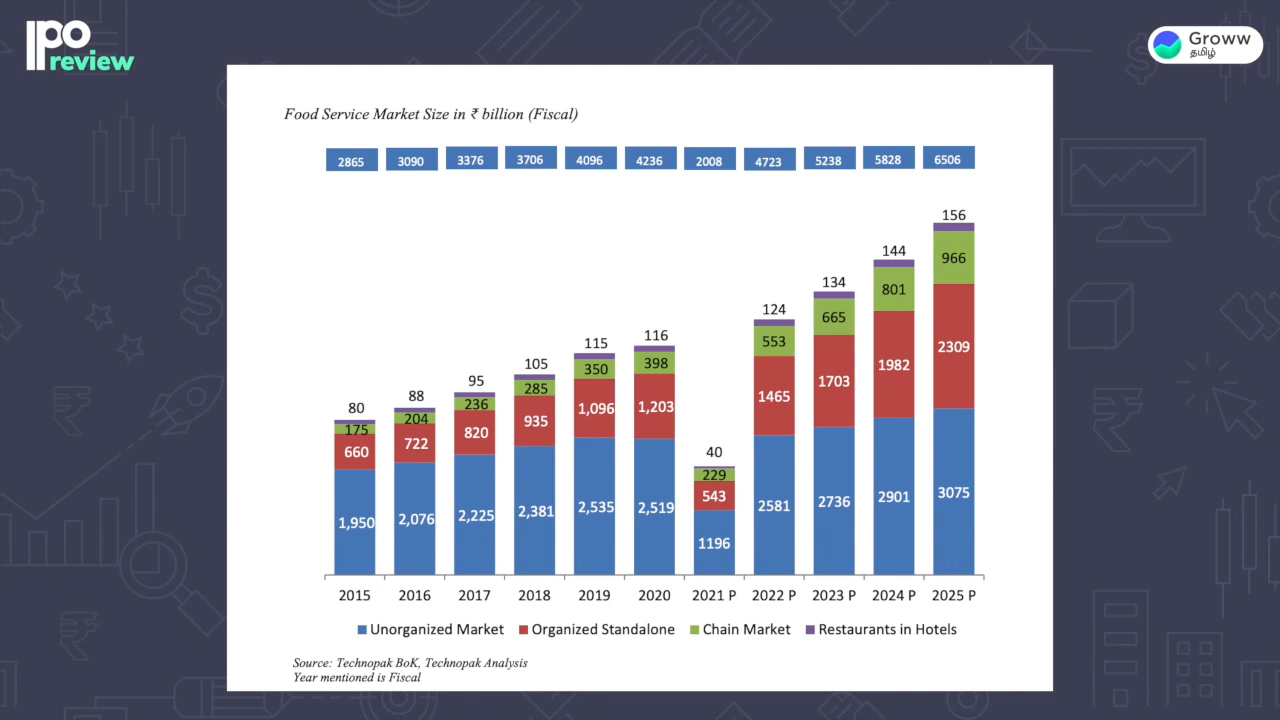 IPO
review
Groww
தமிழ்
Food Service Market Size in ₹ billion (Fiscal)
2865 3090 3376 3706 4096 4236 2008 4723 5238 5828 6506
80 88 95 105 115 116 40 124 134 144 156
175 204 236 285 350 398 229 553 665 801 966
660 722 820 935 1,096 1,203 543 1465 1703 1982 2309
1,950 2,076 2,225 2,381 2,535 2,519 1196 2581 2736 2901 3075
2015 2016 2017 2018 2019 2020 2021 P 2022 P 2023 P 2024 P 2025 P
Unorganized Market Organized Standalone Chain Market Restaurants in Hotels
Source: Technopak BoK, Technopak Analysis
Year mentioned is Fiscal